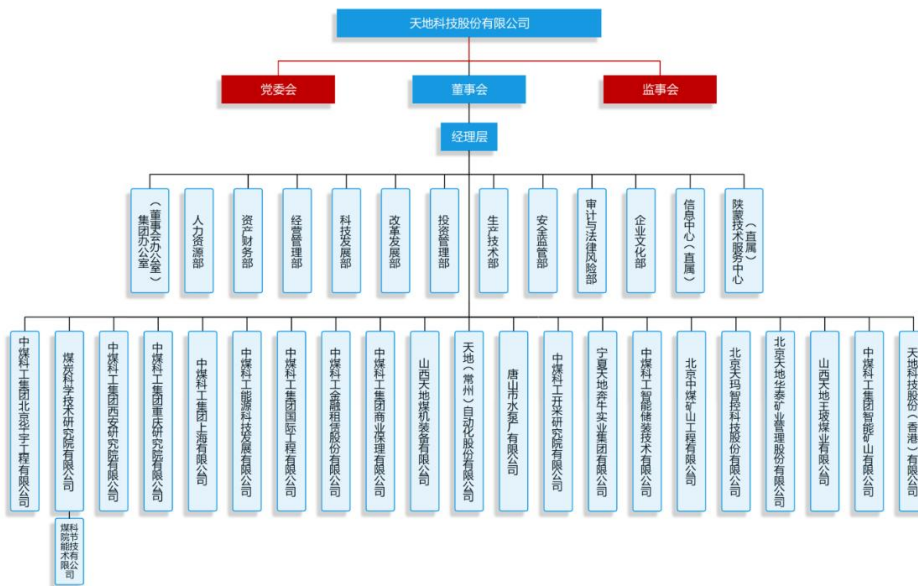 天地科技股份有限公司
党委会
董事会
监事会
经理层
集团办公室
（董事会办公室）
人力资源部
资产财务部
经营管理部
科技发展部
改革发展部
投资管理部
生产技术部
安全监管部
审计与法律风险部
企业文化部
信息中心（直属）
陕蒙技术服务中心
（直属）
中煤科工集团北京华宇工程有限公司
煤炭科学技术研究院有限公司
中煤科工集团西安研究院有限公司
中煤科工集团重庆研究院有限公司
中煤科工集团上海有限公司
中煤科工能源科技发展有限公司
中煤科工集团国际工程有限公司
中煤科工金融租赁股份有限公司
中煤科工集团商业保理有限公司
山西天地煤机装备有限公司
天地（常州）自动化股份有限公司
唐山市水泵厂有限公司
中煤科工开采研究院有限公司
宁夏天地奔牛实业集团有限公司
中煤科工智能储装技术有限公司
北京中煤矿山工程有限公司
北京天玛智控科技股份有限公司
北京天地华泰矿业管理股份有限公司
山西天地王坡煤业有限公司
中煤科工集团智能矿山有限公司
天地科技股份（香港）有限公司
煤科院节能技术有限公司